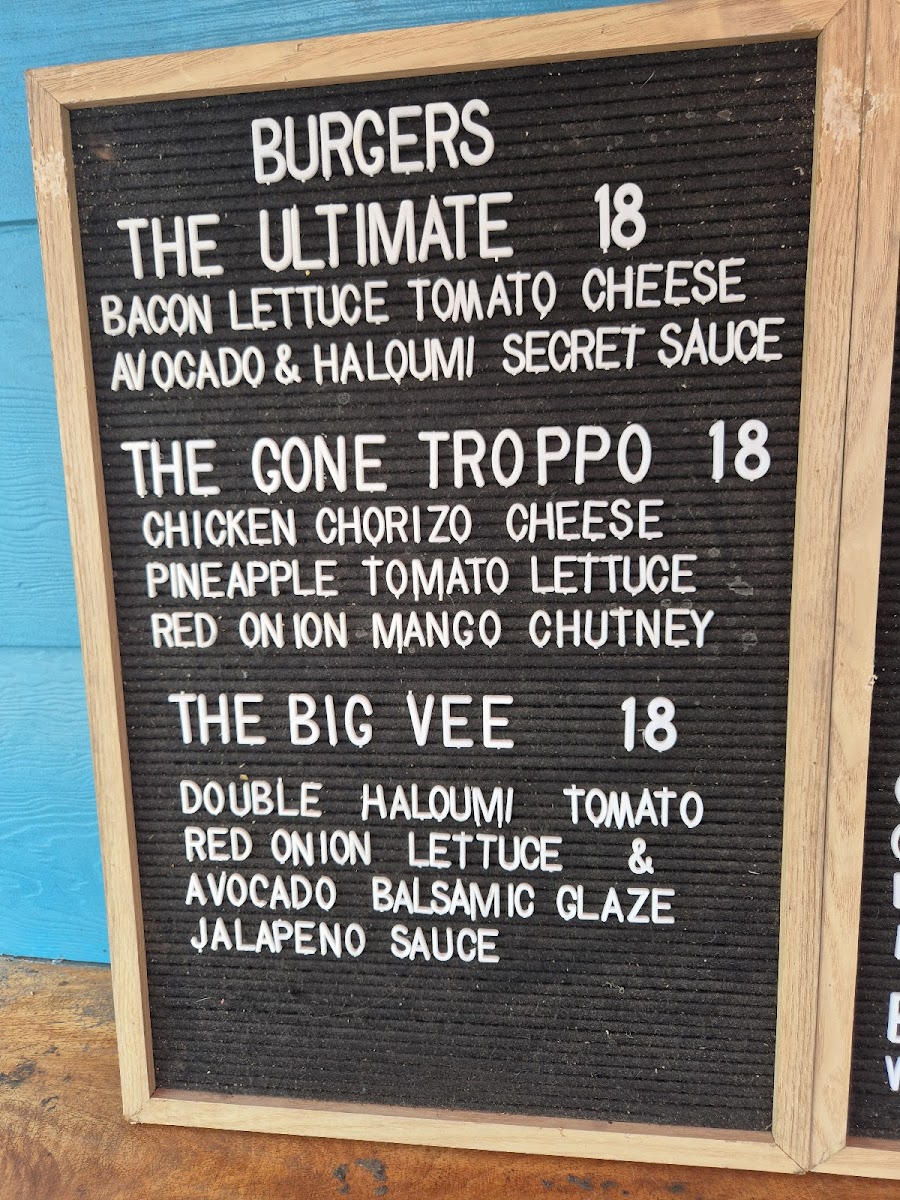 BURGERS
THE ULTIMATE 18
BACON LETTUCE TOMATO CHEESE
AVOCADO & HALOUMI SECRET SAUCE
THE GONE TROPPO 18
CHICKEN CHORIZO CHEESE
PINEAPPLE TOMATO LETTUCE
RED ONION MANGO CHUTNEY
THE BIG VEE 18
DOUBLE HALOUMI TOMATO
RED ONION LETTUCE &
AVOCADO BALSAMIC GLAZE
JALAPENO SAUCE